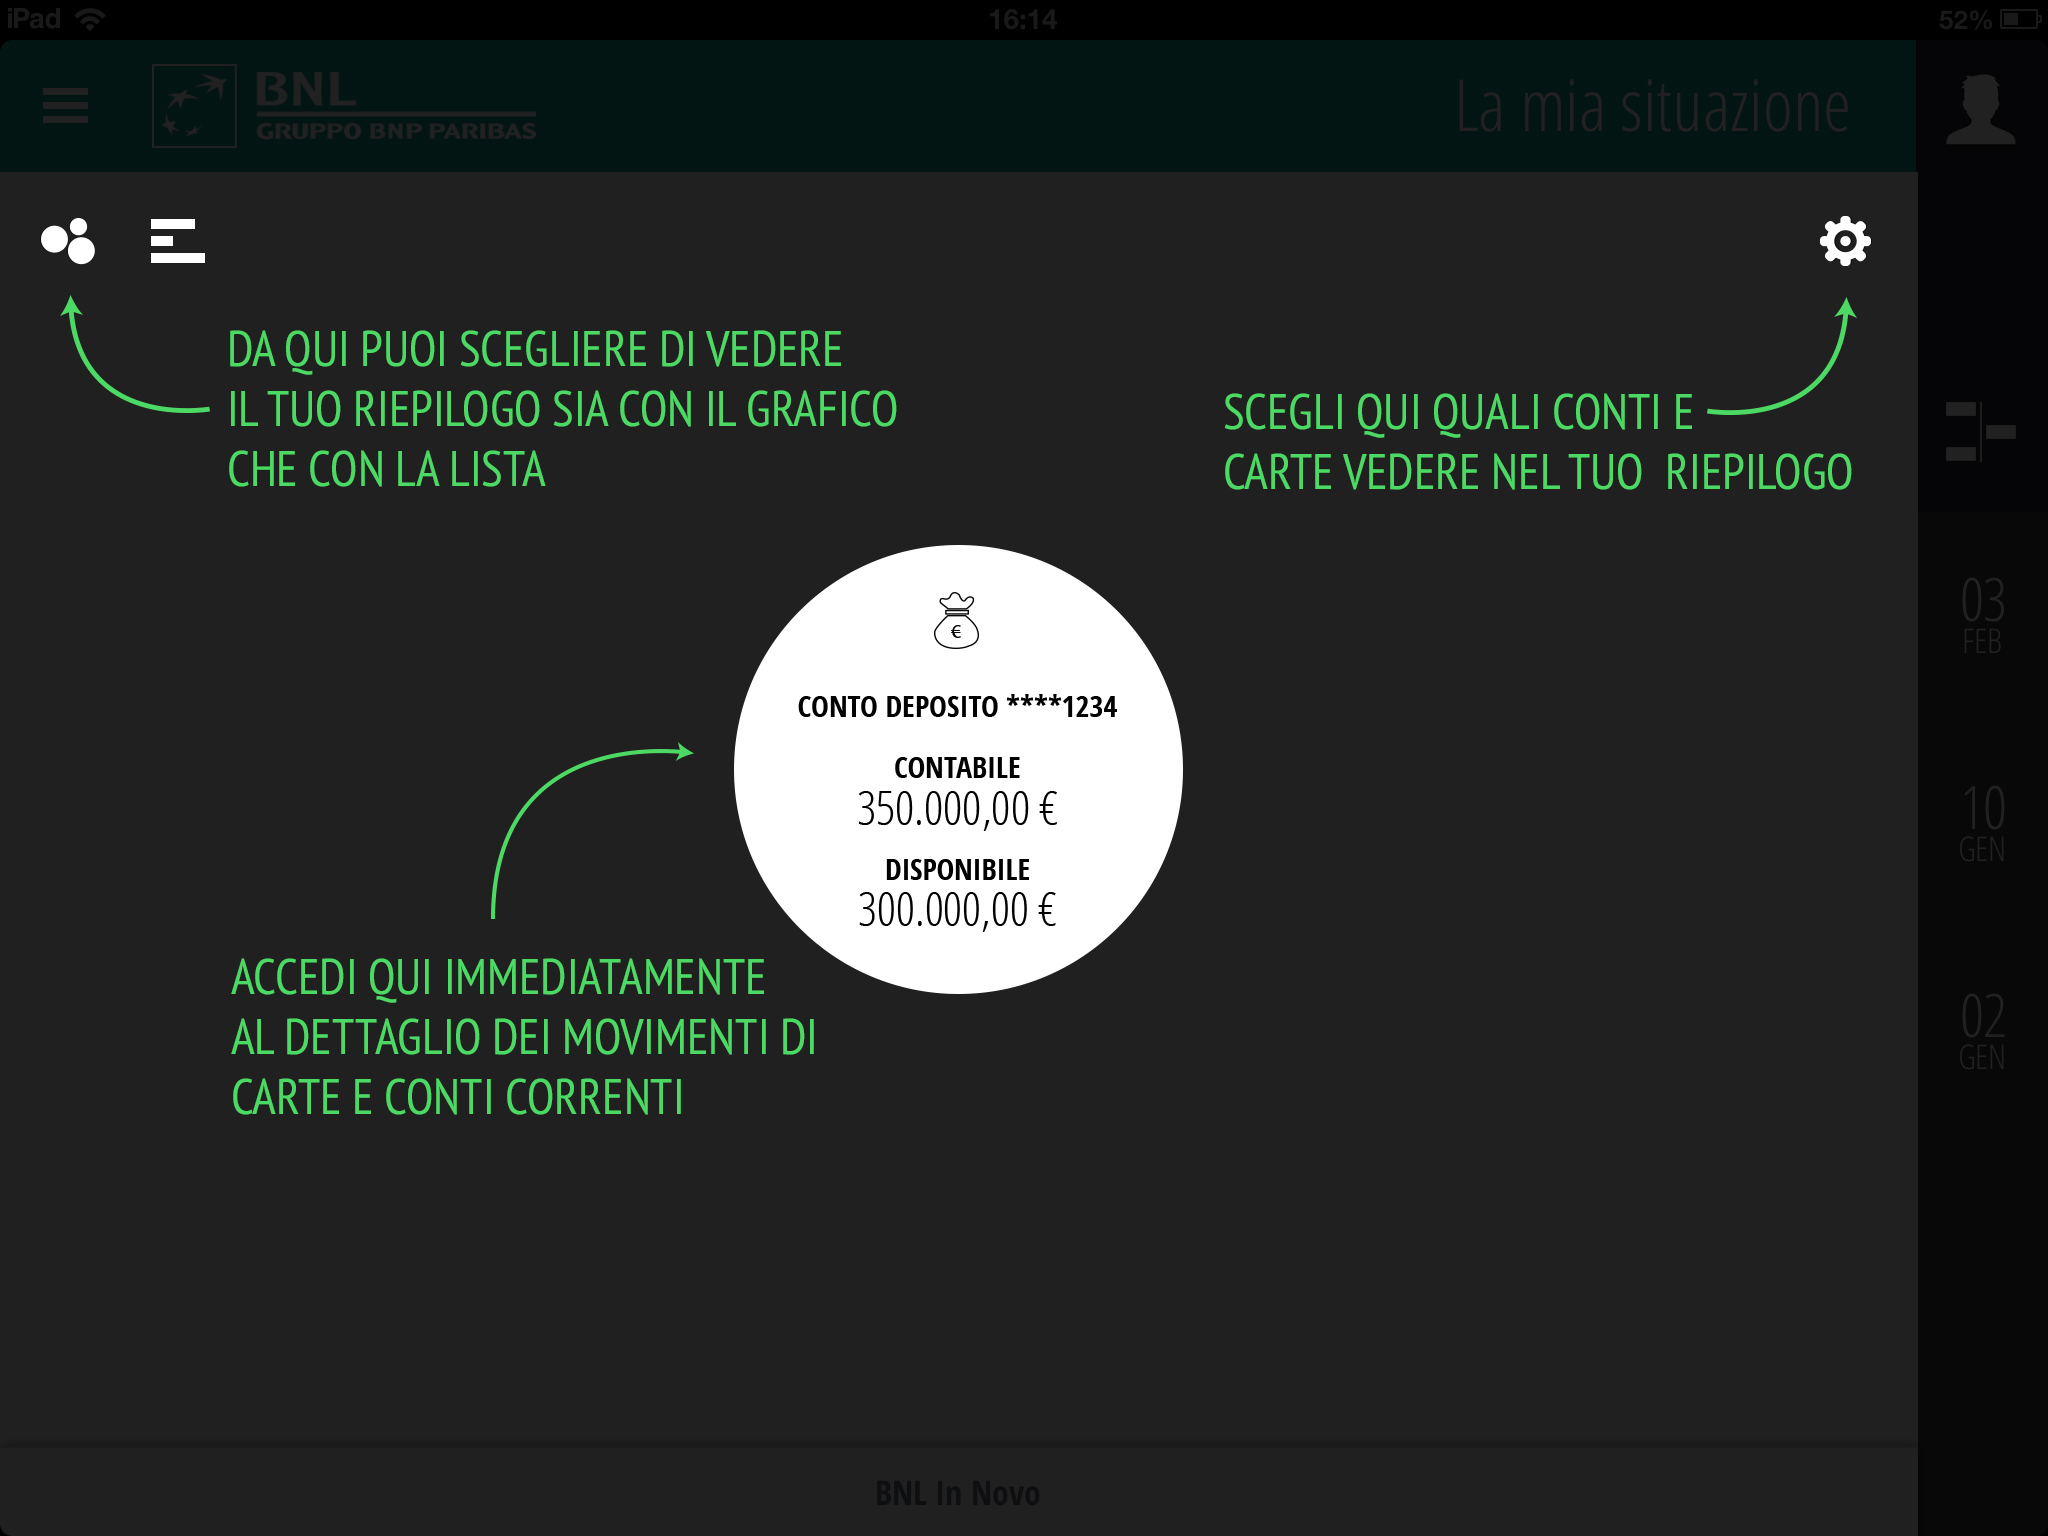 iPad
16:14
52%
BNL
GRUPPO BNP PARIBAS
La mia situazione
DA QUI PUOI SCEGLIERE DI VEDERE
IL TUO RIEPILOGO SIA CON IL GRAFICO
CHE CON LA LISTA
SCEGLI QUI QUALI CONTI E
CARTE VEDERE NEL TUO RIEPILOGO
€
CONTO DEPOSITO ****1234
CONTABILE
350.000,00 €
DISPONIBILE
300.000,00 €
ACCEDI QUI IMMEDIATAMENTE
AL DETTAGLIO DEI MOVIMENTI DI
CARTE E CONTI CORRENTI
03
FEB
10
GEN
02
GEN
BNL In Novo